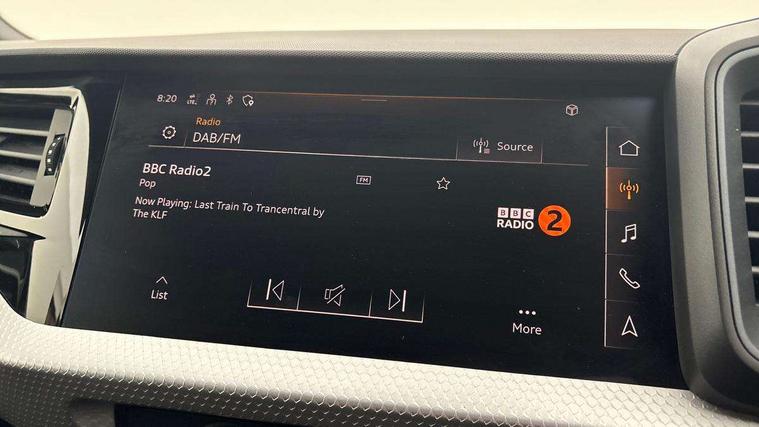 8:20
LTE
Radio
DAB/FM
Source
BBC Radio2
Pop
FM
Now Playing: Last Train To Trancentral by
The KLF
BBC
RADIO 2
List
More